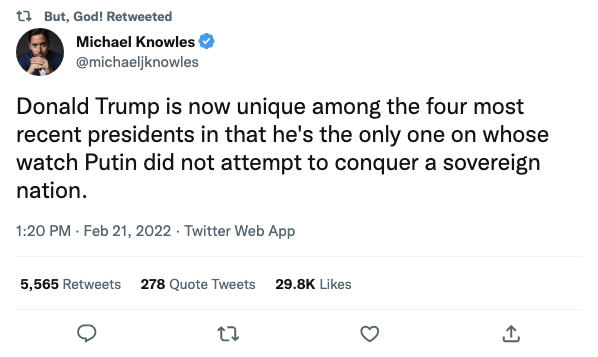 But, God! Retweeted
Michael Knowles
@michaeljknowles
Donald Trump is now unique among the four most
recent presidents in that he's the only one on whose
watch Putin did not attempt to conquer a sovereign
nation.
1:20 PM · Feb 21, 2022 · Twitter Web App
5,565 Retweets 278 Quote Tweets 29.8K Likes